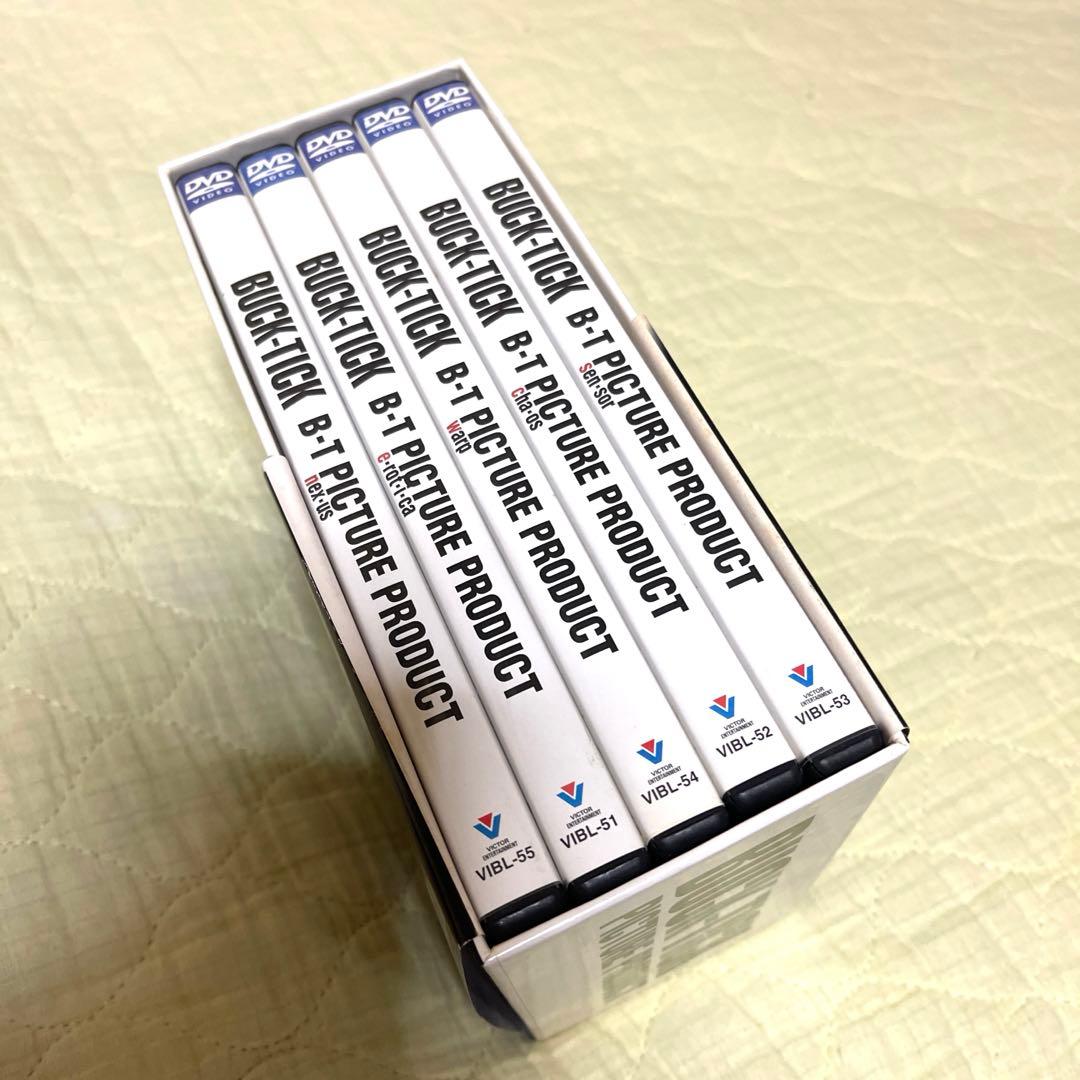 DVD
VIDEO
BUCK-TICK B-T PICTURE PRODUCT
nex·us
VICTOR
ENTERTAINMENT
VIBL-55
DVD
VIDEO
BUCK-TICK B-T PICTURE PRODUCT
e·rot·i·ca
VICTOR
ENTERTAINMENT
VIBL-51
DVD
VIDEO
BUCK-TICK B-T PICTURE PRODUCT
warp
VICTOR
ENTERTAINMENT
VIBL-54
DVD
VIDEO
BUCK-TICK B-T PICTURE PRODUCT
cha·os
VICTOR
ENTERTAINMENT
VIBL-52
DVD
VIDEO
BUCK-TICK B-T PICTURE PRODUCT
sen·sor
VICTOR
ENTERTAINMENT
VIBL-53